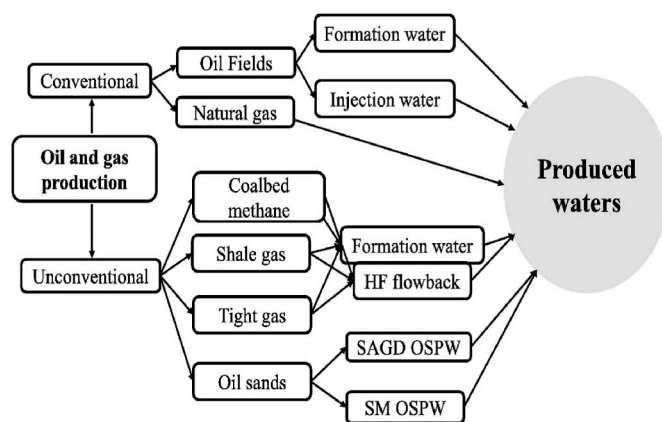 Formation water
Oil Fields
Conventional
Injection water
Natural gas
Oil and gas
production
Produced
waters
Coalbed
methane
Formation water
Shale gas
Unconventional
HF flowback
Tight gas
SAGD OSPW
Oil sands
SM OSPW